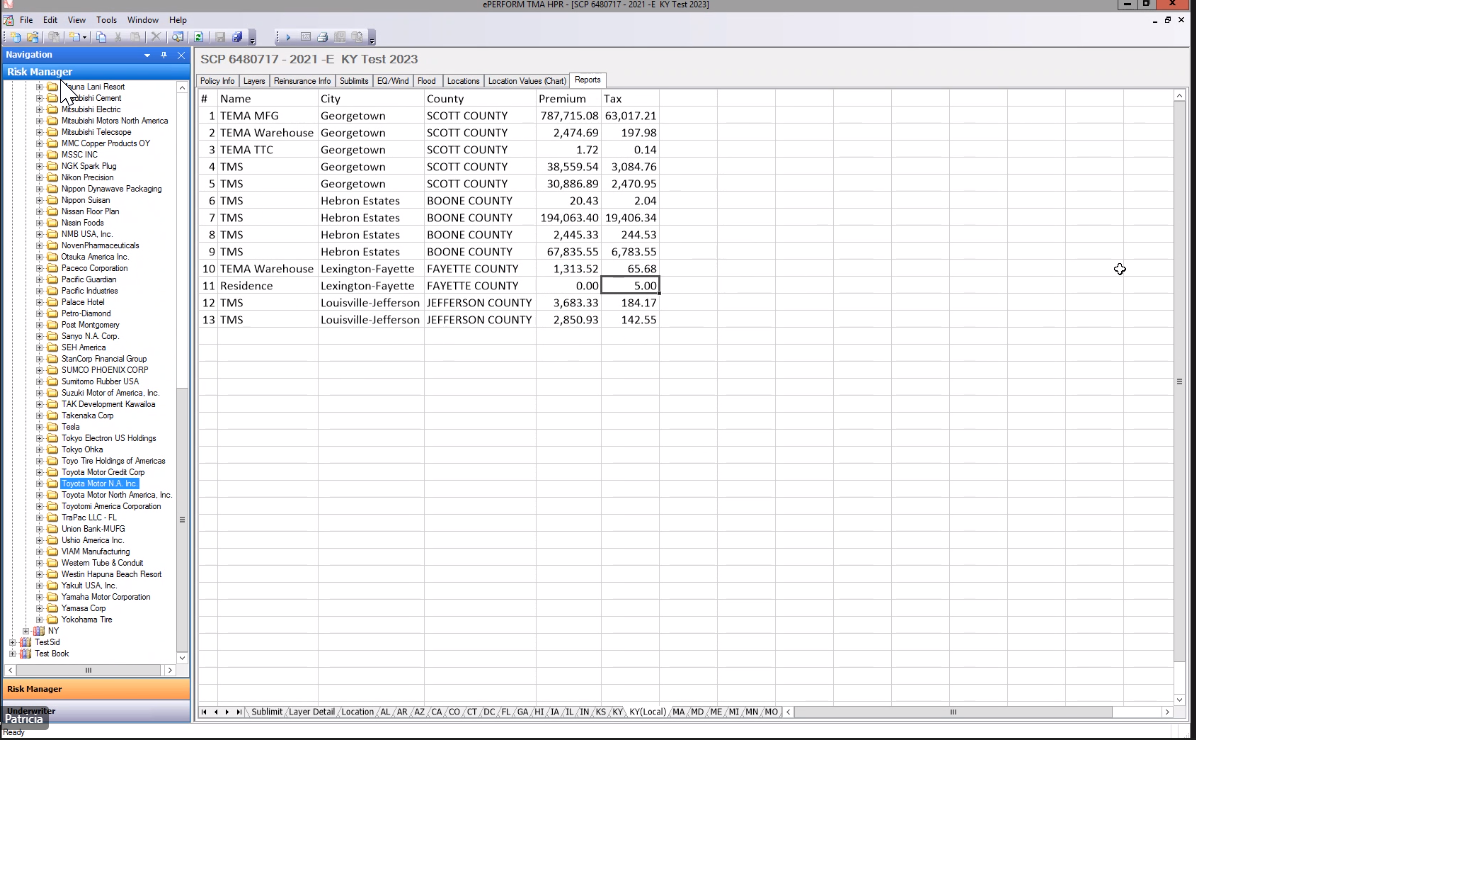 ePERFORM TMA HPR - [SCP 6480717 - 2021 -E KY Test 2023]
File Edit View Tools Window Help
Navigation
Risk Manager
Lani Resort
Cement
Mitsubishi Electric
Mitsubishi Motors North America
Mitsubishi Telecsope
MMC Copper Products OY
MSSC INC
NGK Spark Plug
Nikon Precision
Nippon Dynawave Packaging
Nippon Suisan
Nissan Floor Plan
Nissin Foods
NMB USA, Inc.
NovenPharmaceuticals
Otsuka America Inc.
Paceco Corporation
Pacific Guardian
Pacific Industries
Palace Hotel
Petro-Diamond
Post Montgomery
Sanyo N.A. Corp.
SEH America
StanCorp Financial Group
SUMCO PHOENIX CORP
Sumitomo Rubber USA
Suzuki Motor of America, Inc.
TAK Development Kawailoa
Takenaka Corp
Tesla
Tokyo Electron US Holdings
Tokyo Ohka
Toyo Tire Holdings of Americas
Toyota Motor Credit Corp
Toyota Motor N.A. Inc.
Toyota Motor North America, Inc.
Toyotomi America Corporation
TraPac LLC - FL
Union Bank-MUFG
Ushio America Inc.
VIAM Manufacturing
Western Tube & Conduit
Westin Hapuna Beach Resort
Yakult USA, Inc.
Yamaha Motor Corporation
Yamasa Corp
Yokohama Tire
NY
TestSid
Test Book
Risk Manager
Underwriter
Patricia
Ready
SCP 6480717 - 2021 -E KY Test 2023
Policy Info Layers Reinsurance Info Sublimits EQ/Wind Flood Locations Location Values (Chart) Reports
# Name City County Premium Tax
1 TEMA MFG Georgetown SCOTT COUNTY 787,715.08 63,017.21
2 TEMA Warehouse Georgetown SCOTT COUNTY 2,474.69 197.98
3 TEMA TTC Georgetown SCOTT COUNTY 1.72 0.14
4 TMS Georgetown SCOTT COUNTY 38,559.54 3,084.76
5 TMS Georgetown SCOTT COUNTY 30,886.89 2,470.95
6 TMS Hebron Estates BOONE COUNTY 20.43 2.04
7 TMS Hebron Estates BOONE COUNTY 194,063.40 19,406.34
8 TMS Hebron Estates BOONE COUNTY 2,445.33 244.53
9 TMS Hebron Estates BOONE COUNTY 67,835.55 6,783.55
10 TEMA Warehouse Lexington-Fayette FAYETTE COUNTY 1,313.52 65.68
11 Residence Lexington-Fayette FAYETTE COUNTY 0.00 5.00
12 TMS Louisville-Jefferson JEFFERSON COUNTY 3,683.33 184.17
13 TMS Louisville-Jefferson JEFFERSON COUNTY 2,850.93 142.55
Sublimit Layer Detail Location AL AR AZ CA CO CT DC FL GA HI IA IL IN KS KY KY(Local) MA MD ME MI MN MO